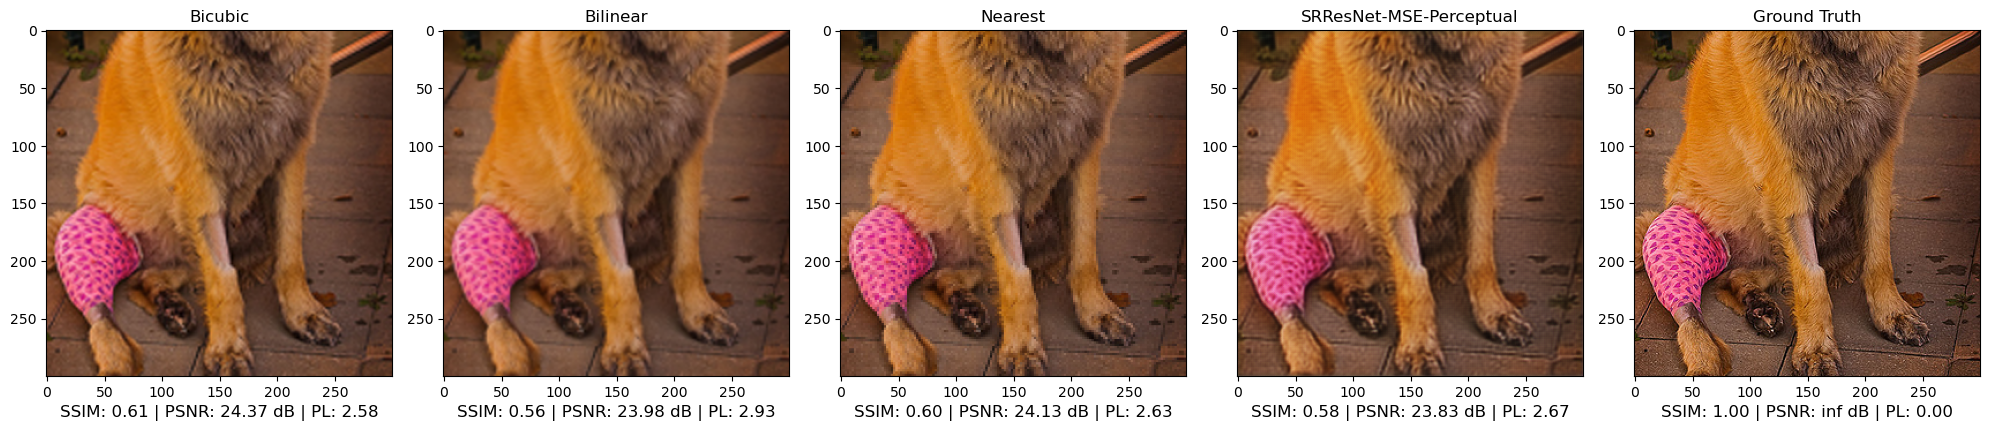 Bicubic
Bilinear
Nearest
SRResNet-MSE-Perceptual
Ground Truth
0
50
100
150
200
250
0
50
100
150
200
250
0
50
100
150
200
250
0
50
100
150
200
250
0
50
100
150
200
250
0 50 100 150 200 250
0 50 100 150 200 250
0 50 100 150 200 250
0 50 100 150 200 250
0 50 100 150 200 250
SSIM: 0.61 | PSNR: 24.37 dB | PL: 2.58
SSIM: 0.56 | PSNR: 23.98 dB | PL: 2.93
SSIM: 0.60 | PSNR: 24.13 dB | PL: 2.63
SSIM: 0.58 | PSNR: 23.83 dB | PL: 2.67
SSIM: 1.00 | PSNR: inf dB | PL: 0.00